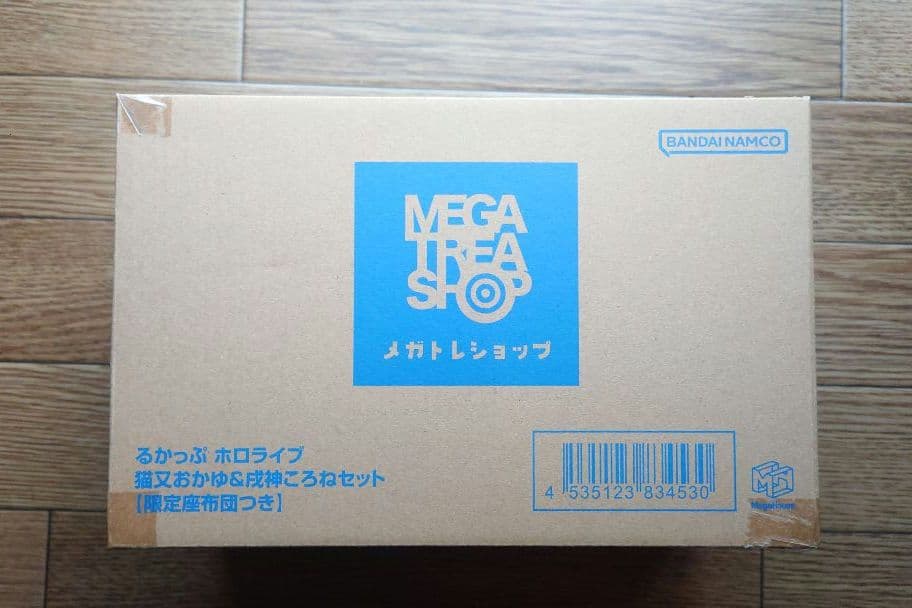 BANDAI NAMCO
MEGA
TREA
SHOP
メガトレショップ
るかっぷ ホロライブ
猫又おかゆ&戌神ころねセット
【限定座布団つき】
4 535123 834530
MegaHouse